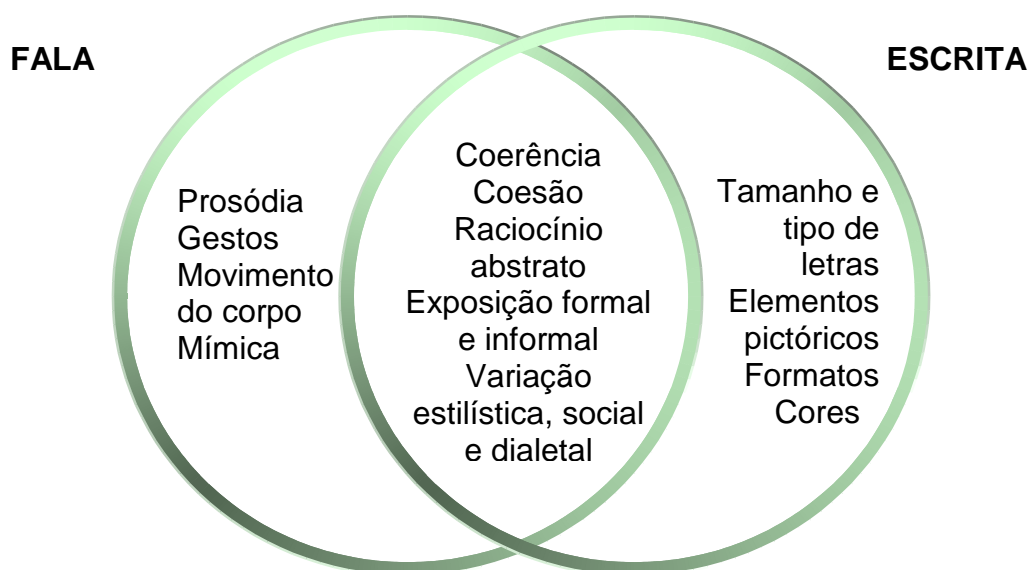 FALA
ESCRITA
Prosódia
Gestos
Movimento
do corpo
Mímica
Coerência
Coesão
Raciocínio
abstrato
Exposição formal
e informal
Variação
estilística, social
e dialetal
Tamanho e
tipo de
letras
Elementos
pictóricos
Formatos
Cores